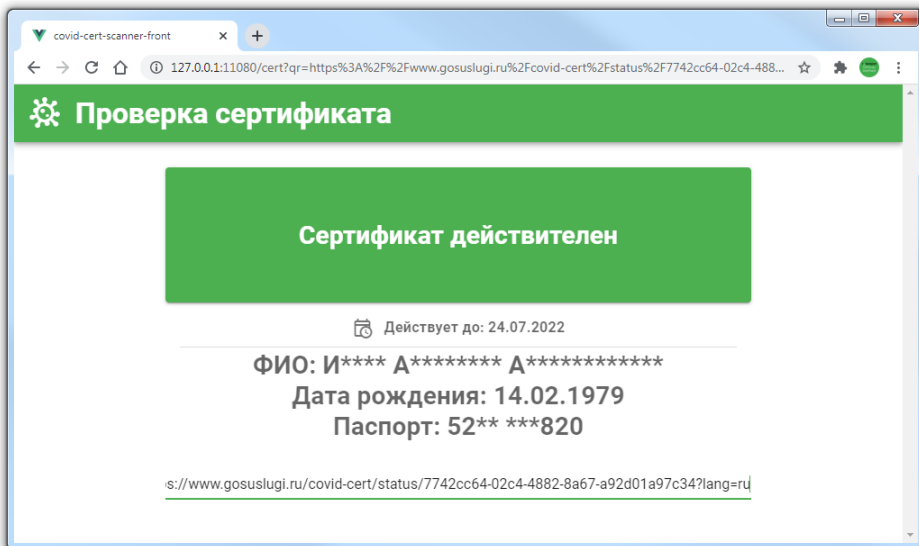 covid-cert-scanner-front
127.0.0.1:11080/cert?qr=https%3A%2F%2Fwww.gosuslugi.ru%2Fcovid-cert%2Fstatus%2F7742cc64-02c4-488...
Проверка сертификата
Сертификат действителен
Действует до: 24.07.2022
ФИО: И**** А******** А************
Дата рождения: 14.02.1979
Паспорт: 52** ***820
s://www.gosuslugi.ru/covid-cert/status/7742cc64-02c4-4882-8a67-a92d01a97c34?lang=ru